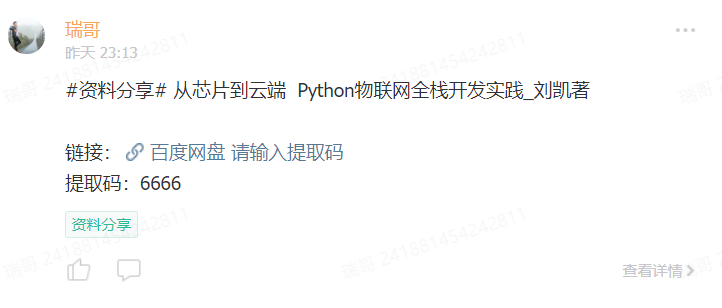 瑞哥
昨天 23:13
#资料分享# 从芯片到云端 Python物联网全栈开发实践_刘凯著
链接： 百度网盘 请输入提取码
提取码：6666
资料分享
查看详情
瑞哥 241881454242811